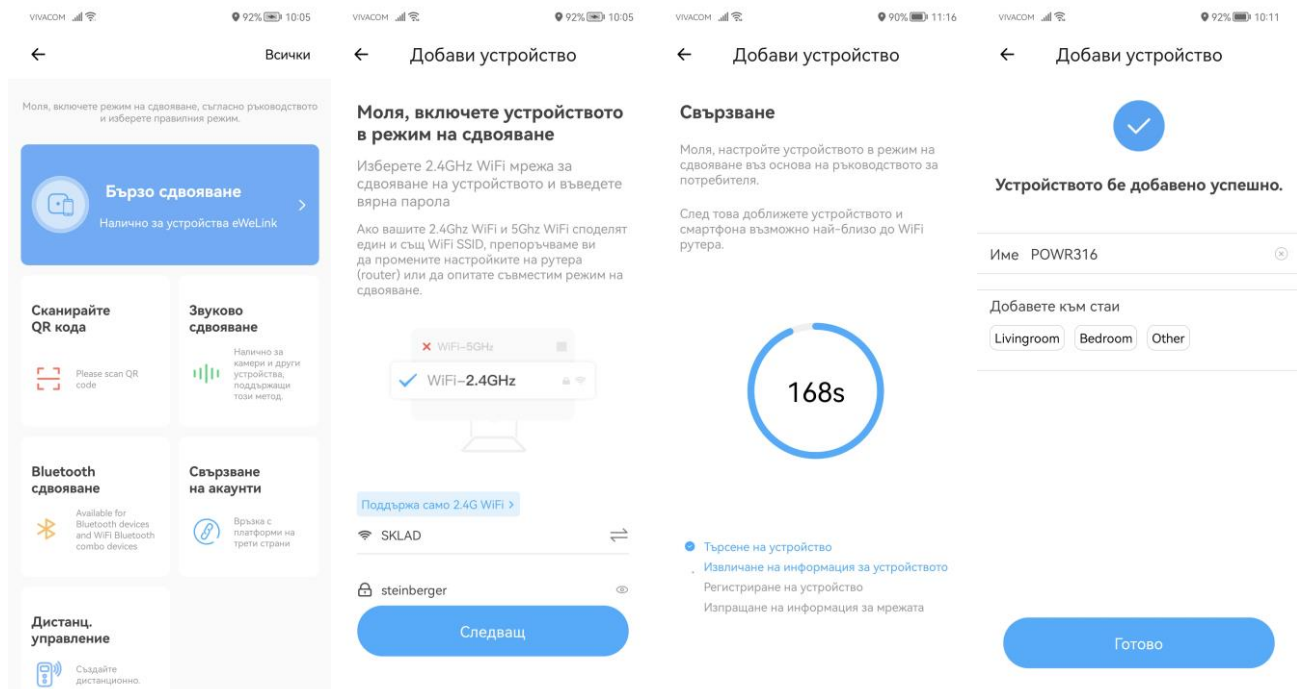 VIVACOM 92% 10:05
Всички
Моля, включете режим на сдвояване, съгласно ръководството
и изберете правилния режим.
Бързо сдвояване
Налично за устройства eWeLink
Сканирайте
QR кода
Please scan QR
code
Звуково
сдвояване
Налично за
камери и други
устройства,
поддържащи
този метод.
Bluetooth
сдвояване
Available for
Bluetooth devices
and WiFi Bluetooth
combo devices
Свързване
на акаунти
Връзка с
платформи на
трети страни
Дистанц.
управление
Създайте
дистанционно.
VIVACOM 92% 10:05
Добави устройство
Моля, включете устройството
в режим на сдвояване
Изберете 2.4GHz WiFi мрежа за
сдвояване на устройството и въведете
вярна парола
Ако вашите 2.4Ghz WiFi и 5Ghz WiFi споделят
един и същ WiFi SSID, препоръчваме ви
да промените настройките на рутера
(router) или да опитате съвместим режим на
сдвояване.
WiFi-5GHz
WiFi-2.4GHz
Поддържа само 2.4G WiFi >
SKLAD
steinberger
Следващ
VIVACOM 90% 11:16
Добави устройство
Свързване
Моля, настройте устройството в режим на
сдвояване въз основа на ръководството за
потребителя.
След това доближете устройството и
смартфона възможно най-близо до WiFi
рутера.
168s
Търсене на устройство
Извличане на информация за устройството
Регистриране на устройство
Изпращане на информация за мрежата
VIVACOM 92% 10:11
Добави устройство
Устройството бе добавено успешно.
Име POWR316
Добавете към стаи
Livingroom Bedroom Other
Готово